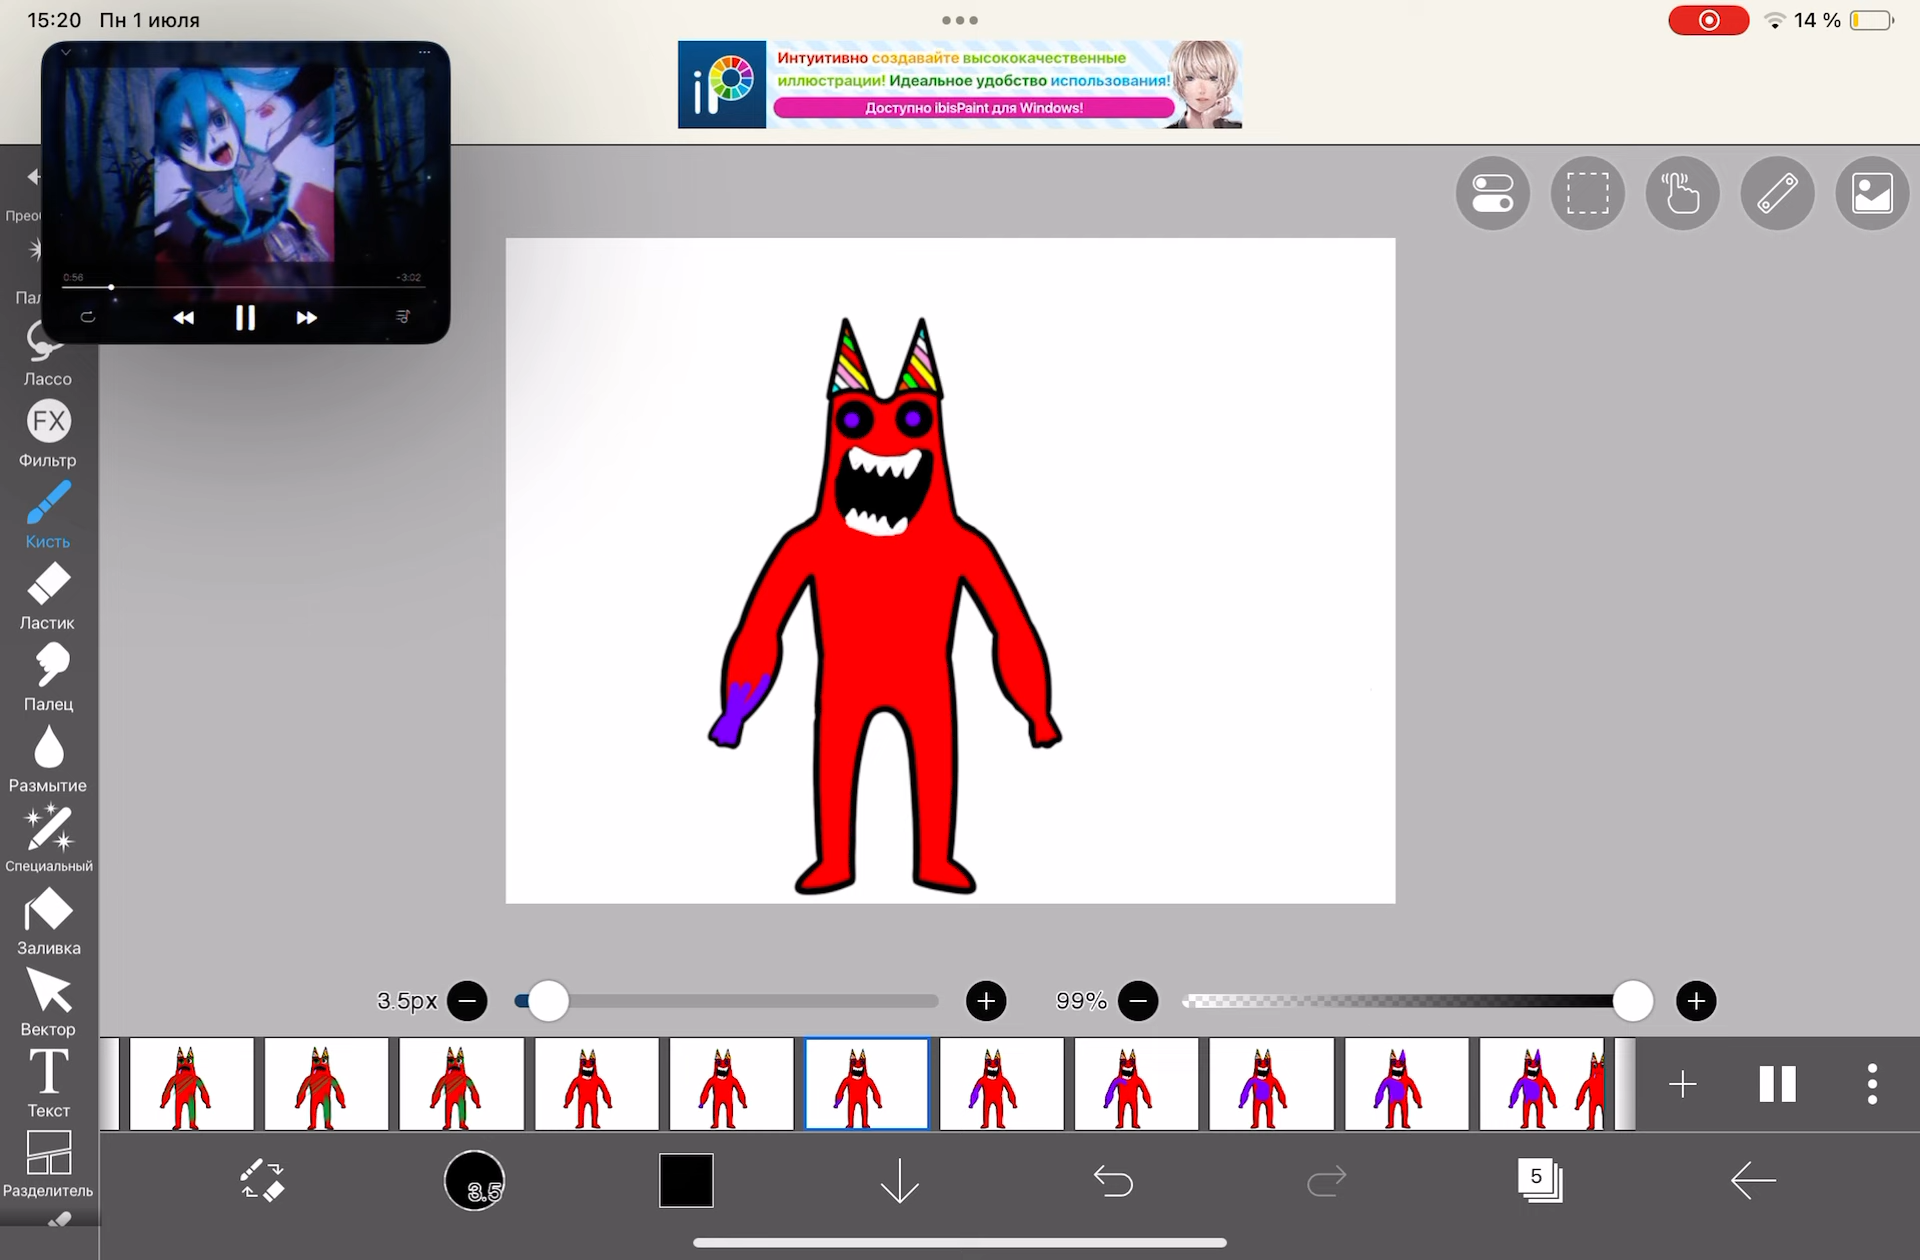 15:20 Пн 1 июля
14 %
iP
Интуитивно создавайте высококачественные
иллюстрации! Идеальное удобство использования!
Доступно ibisPaint для Windows!
0:56
-3:02
Лассо
FX
Фильтр
Кисть
Ластик
Палец
Размытие
Специальный
Заливка
Вектор
T
Текст
Разделитель
3.5px
99%
3.5
5